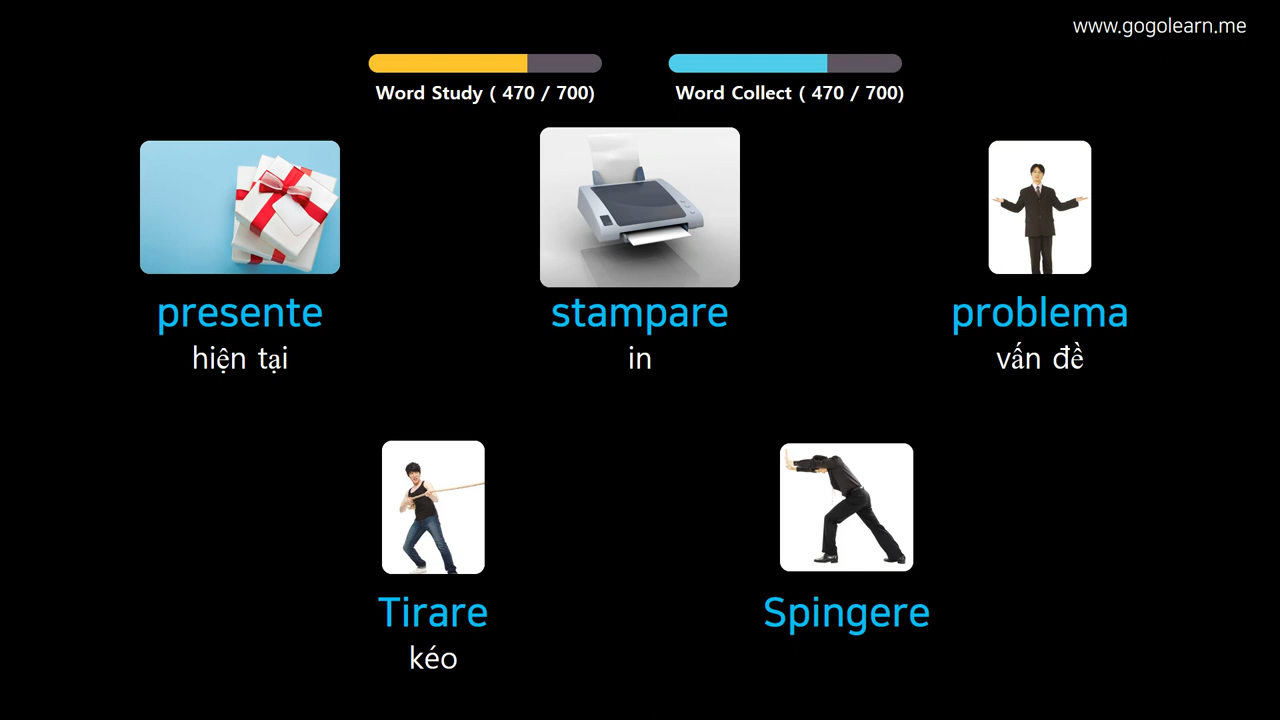 www.gogolearn.me
Word Study ( 470 / 700)
Word Collect ( 470 / 700)
presente
hiện tại
stampare
in
problema
vấn đề
Tirare
kéo
Spingere